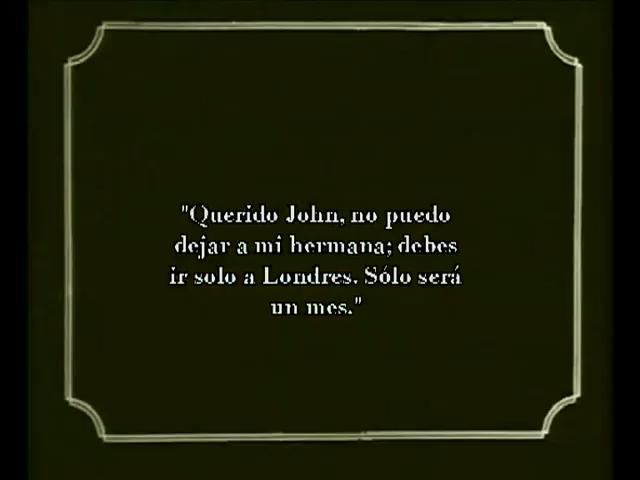 "Querido John, no puedo
dejar a mi hermana; debes
ir solo a Londres. Sólo será
un mes."